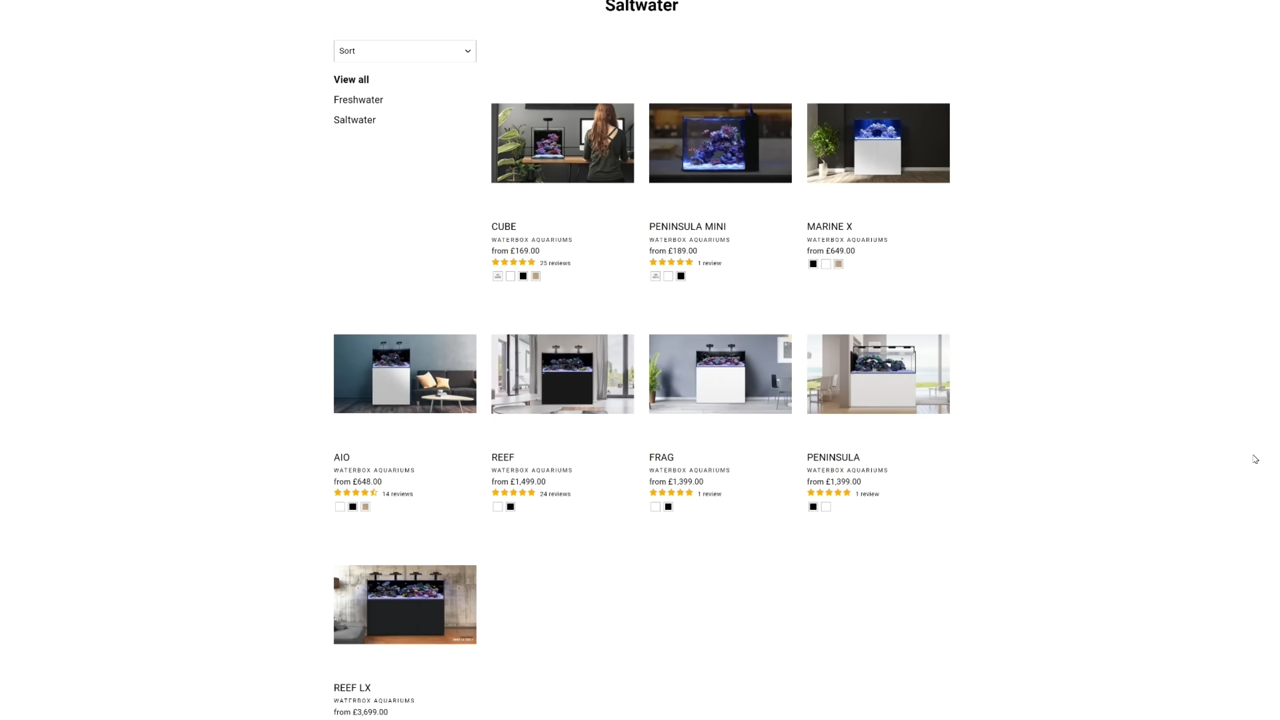 Saltwater
Sort
View all
Freshwater
Saltwater
CUBE
WATERBOX AQUARIUMS
from £169.00
25 reviews
PENINSULA MINI
WATERBOX AQUARIUMS
from £189.00
1 review
MARINE X
WATERBOX AQUARIUMS
from £649.00
AIO
WATERBOX AQUARIUMS
from £648.00
14 reviews
REEF
WATERBOX AQUARIUMS
from £1,499.00
24 reviews
FRAG
WATERBOX AQUARIUMS
from £1,399.00
1 review
PENINSULA
WATERBOX AQUARIUMS
from £1,399.00
1 review
REEF LX
WATERBOX AQUARIUMS
from £3,699.00